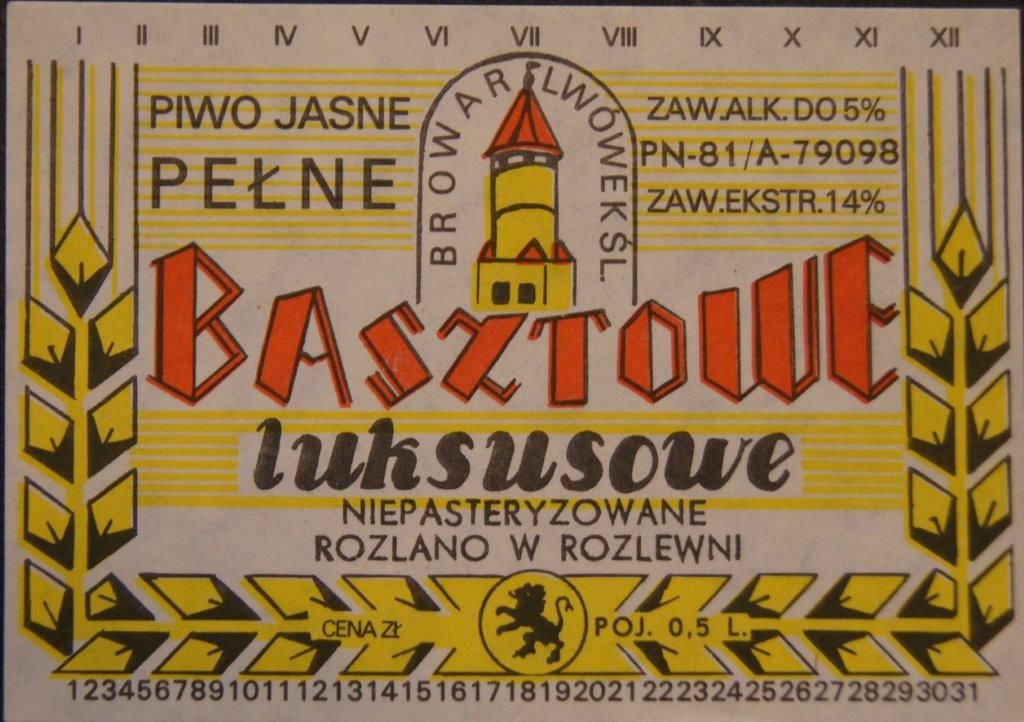 I II III IV V VI VII VIII IX X XI XII
PIWO JASNE
PEŁNE
BROWAR LWÓWEK ŚL.
ZAW.ALK.DO 5%
PN-81/A-79098
ZAW.EKSTR.14%
BASZTOWE
luksusowe
NIEPASTERYZOWANE
ROZLANO W ROZLEWNI
CENA ZŁ
POJ. 0,5 L.
12345678910111213141516171819202122232425262728293031